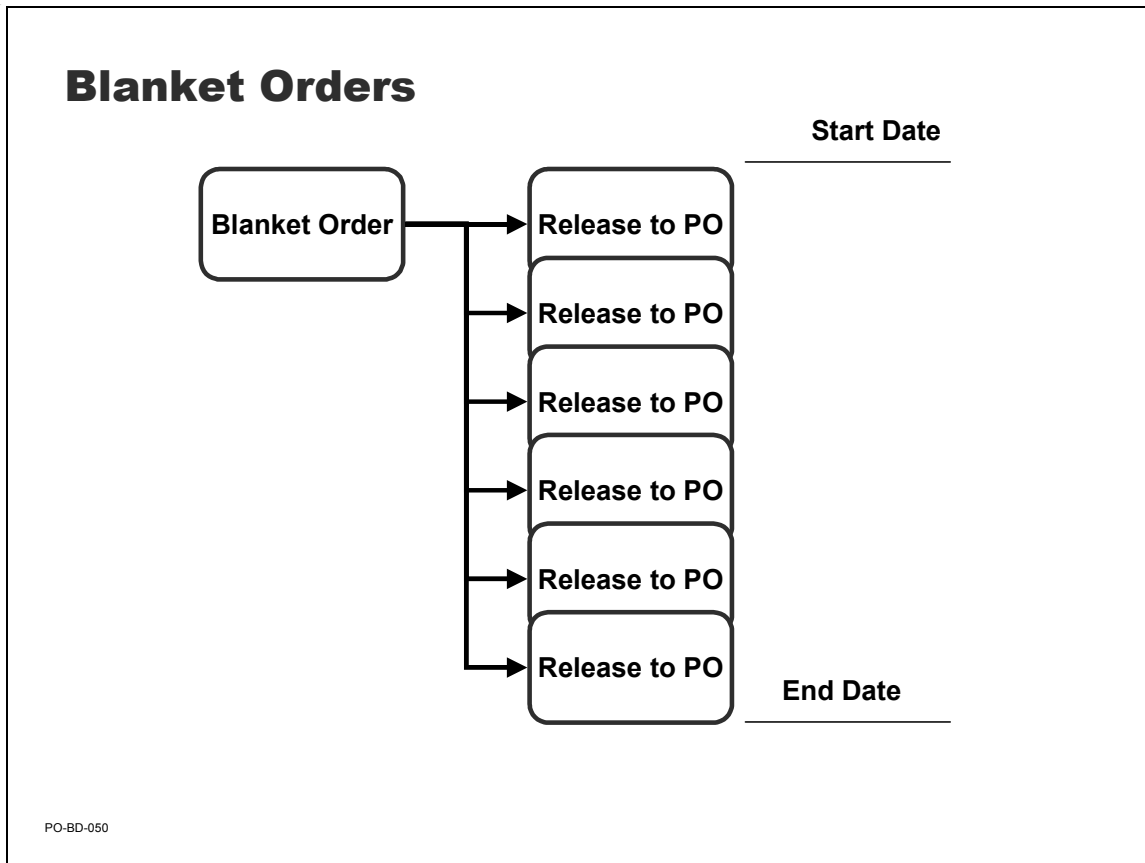 Blanket Orders
Start Date
Blanket Order
Release to PO
Release to PO
Release to PO
Release to PO
Release to PO
Release to PO
End Date
PO-BD-050